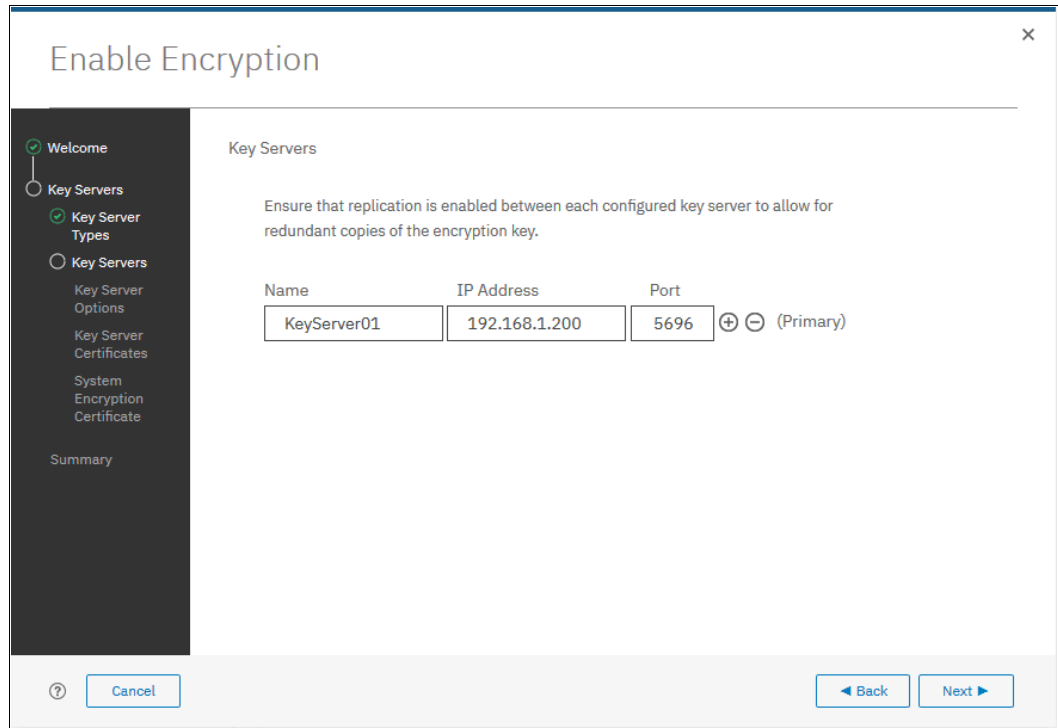 Enable Encryption
Welcome
Key Servers
Key Server
Types
Key Servers
Key Server
Options
Key Server
Certificates
System
Encryption
Certificate
Summary
Key Servers
Ensure that replication is enabled between each configured key server to allow for
redundant copies of the encryption key.
Name IP Address Port
KeyServer01 192.168.1.200 5696 (Primary)
? Cancel Back Next